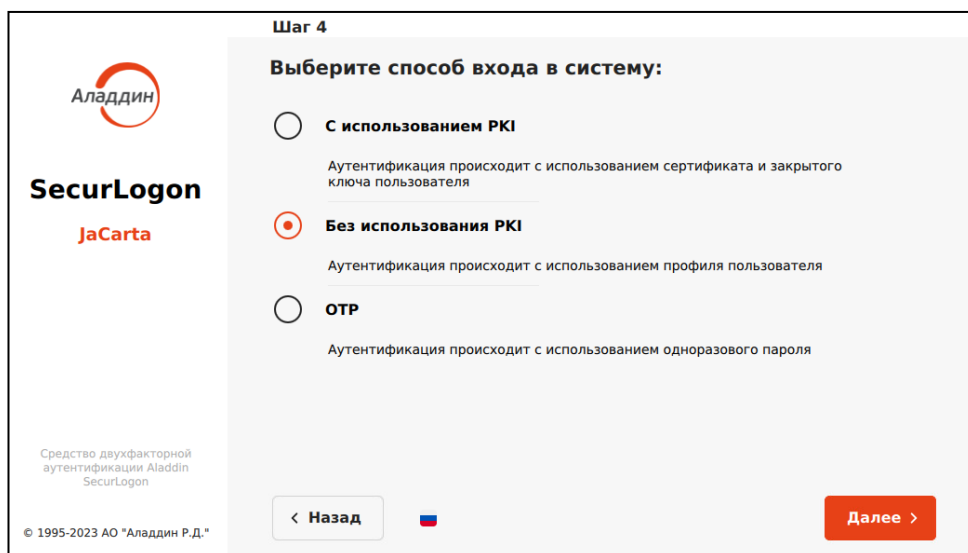 Шаг 4
Аладдин
SecurLogon
JaCarta
Средство двухфакторной
аутентификации Aladdin
SecurLogon
© 1995-2023 АО "Аладдин Р.Д."
Выберите способ входа в систему:
С использованием PKI
Аутентификация происходит с использованием сертификата и закрытого
ключа пользователя
Без использования PKI
Аутентификация происходит с использованием профиля пользователя
OTP
Аутентификация происходит с использованием одноразового пароля
Назад
Далее